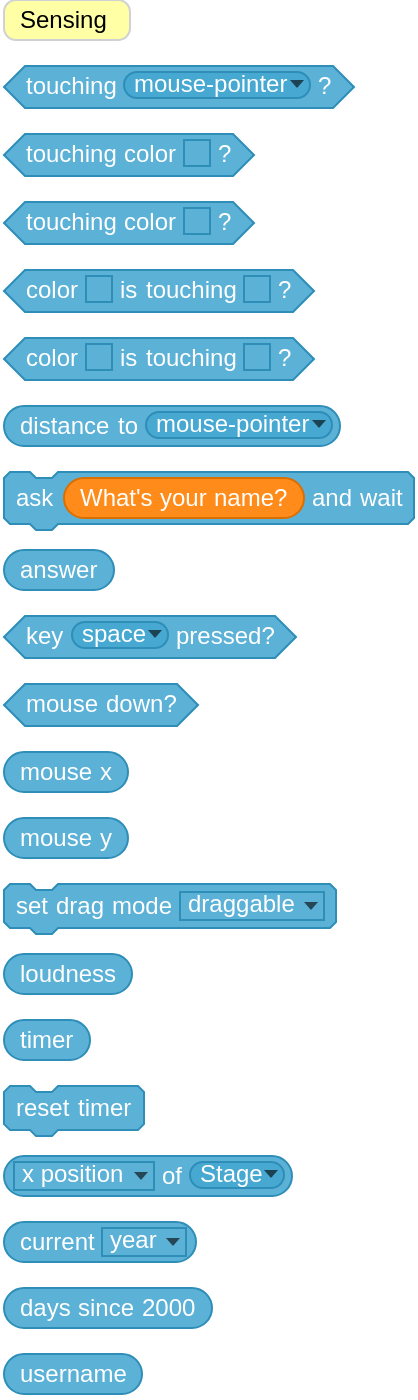 Sensing
touching mouse-pointer ?
touching color ?
touching color ?
color is touching ?
color is touching ?
distance to mouse-pointer
ask What's your name? and wait
answer
key space pressed?
mouse down?
mouse x
mouse y
set drag mode draggable
loudness
timer
reset timer
x position of Stage
current year
days since 2000
username